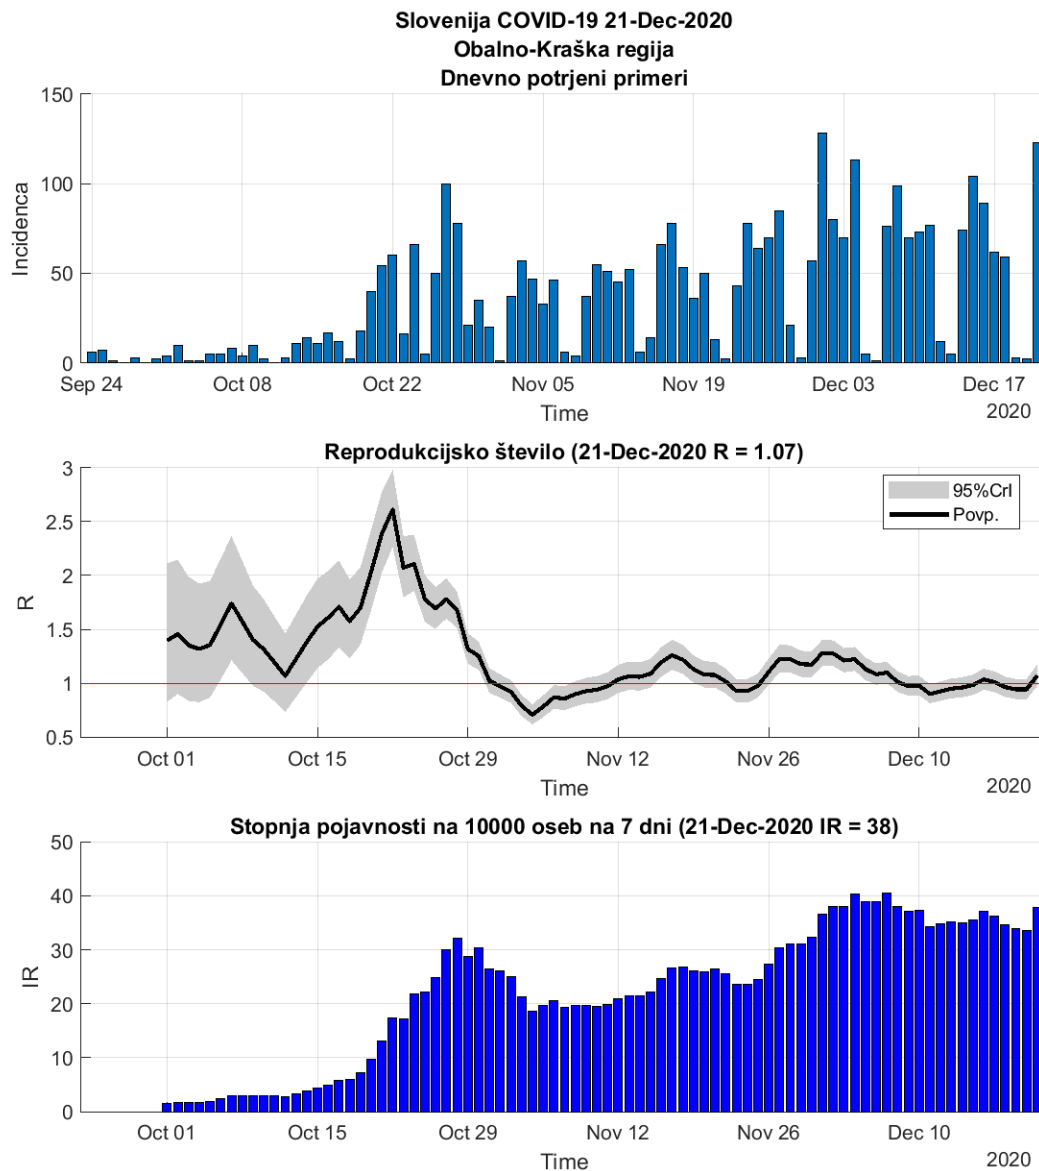 Slovenija COVID-19 21-Dec-2020
Obalno-Kraška regija
Dnevno potrjeni primeri
150
100
50
0
Incidenca
Sep 24 Oct 08 Oct 22 Nov 05 Nov 19 Dec 03 Dec 17
Time
2020
Reprodukcijsko število (21-Dec-2020 R = 1.07)
3
2.5
2
1.5
1
0.5
R
95%CrI
Povp.
Oct 01 Oct 15 Oct 29 Nov 12 Nov 26 Dec 10
Time
2020
Stopnja pojavnosti na 10000 oseb na 7 dni (21-Dec-2020 IR = 38)
50
40
30
20
10
0
IR
Oct 01 Oct 15 Oct 29 Nov 12 Nov 26 Dec 10
Time
2020